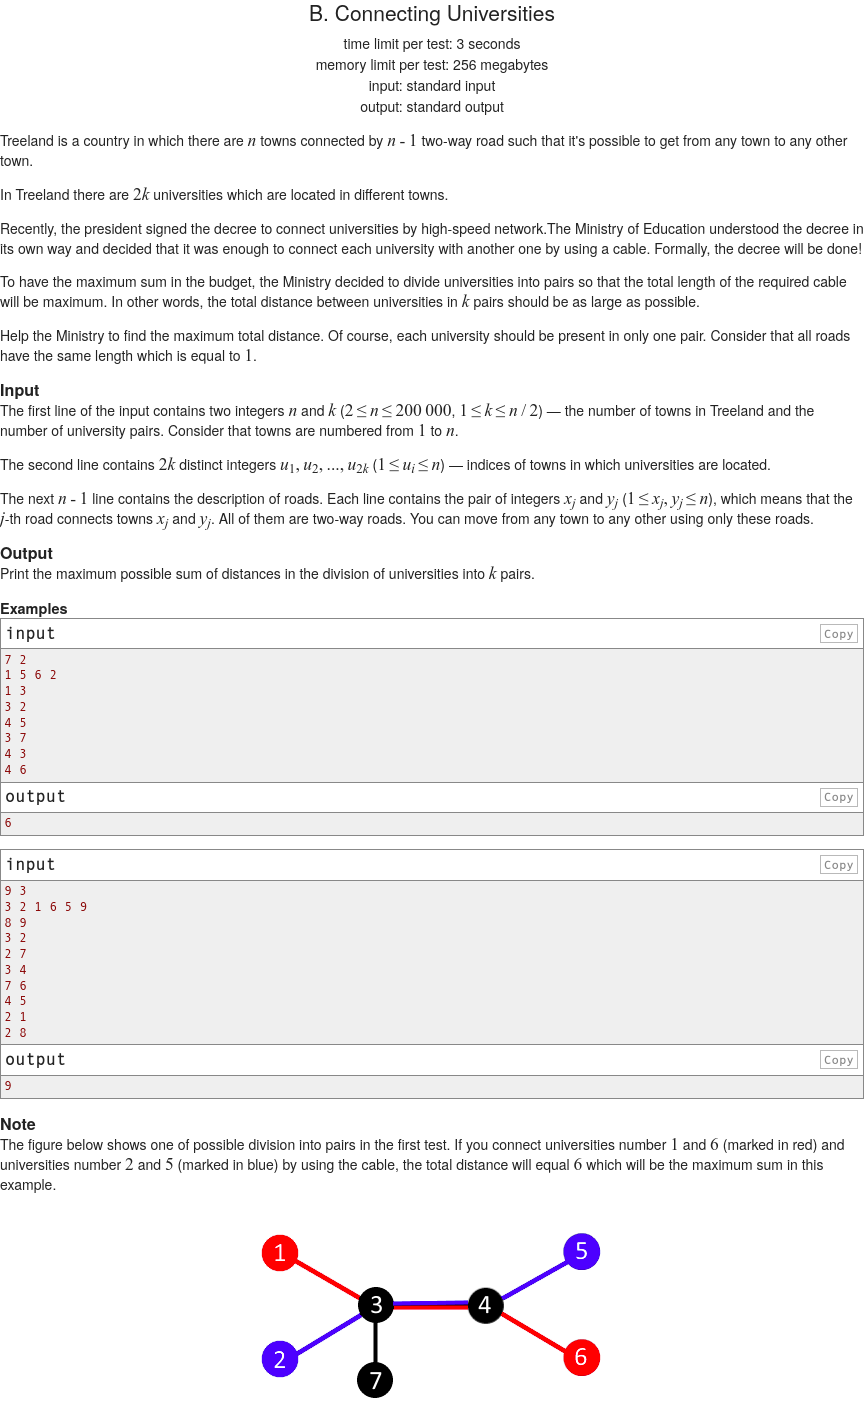 B. Connecting Universities
time limit per test: 3 seconds
memory limit per test: 256 megabytes
input: standard input
output: standard output
Treeland is a country in which there are n towns connected by n - 1 two-way road such that it's possible to get from any town to any other
town.
In Treeland there are 2k universities which are located in different towns.
Recently, the president signed the decree to connect universities by high-speed network.The Ministry of Education understood the decree in
its own way and decided that it was enough to connect each university with another one by using a cable. Formally, the decree will be done!
To have the maximum sum in the budget, the Ministry decided to divide universities into pairs so that the total length of the required cable
will be maximum. In other words, the total distance between universities in k pairs should be as large as possible.
Help the Ministry to find the maximum total distance. Of course, each university should be present in only one pair. Consider that all roads
have the same length which is equal to 1.
Input
The first line of the input contains two integers n and k (2 ≤ n ≤ 200 000, 1 ≤ k ≤ n / 2) — the number of towns in Treeland and the
number of university pairs. Consider that towns are numbered from 1 to n.
The second line contains 2k distinct integers u1, u2, ..., u2k (1 ≤ ui ≤ n) — indices of towns in which universities are located.
The next n - 1 line contains the description of roads. Each line contains the pair of integers xj and yj (1 ≤ xj, yj ≤ n), which means that the
j-th road connects towns xj and yj. All of them are two-way roads. You can move from any town to any other using only these roads.
Output
Print the maximum possible sum of distances in the division of universities into k pairs.
Examples
input Copy
7 2
1 5 6 2
1 3
3 2
4 5
3 7
4 3
4 6
output Copy
6
input Copy
9 3
3 2 1 6 5 9
8 9
3 2
2 7
3 4
7 6
4 5
2 1
2 8
output Copy
9
Note
The figure below shows one of possible division into pairs in the first test. If you connect universities number 1 and 6 (marked in red) and
universities number 2 and 5 (marked in blue) by using the cable, the total distance will equal 6 which will be the maximum sum in this
example.
1 5
3 4
2 6
7